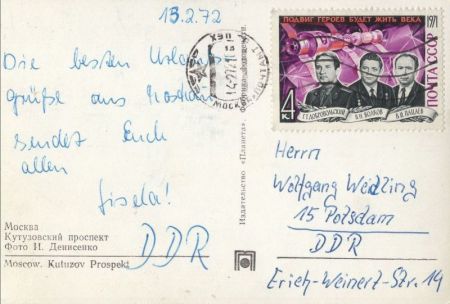 13.2.72
Die besten Urlaubs-
grüße aus Moskau
sendet Euch
allen
Gisela!
DDR
Москва
Кутузовский проспект
Фото И. Денисенко
Moscow. Kutuzov Prospekt
Издательство «Планета».
ПОДВИГ ГЕРОЕВ БУДЕТ ЖИТЬ ВЕКА
1971
ПОЧТА СССР
4 к.
Г.Т. ДОБРОВОЛЬСКИЙ В.Н. ВОЛКОВ В.И. ПАЦАЕВ
Herrn
Wolfgang Weidling
15 Potsdam
DDR
Erich-Weinert-Str. 14